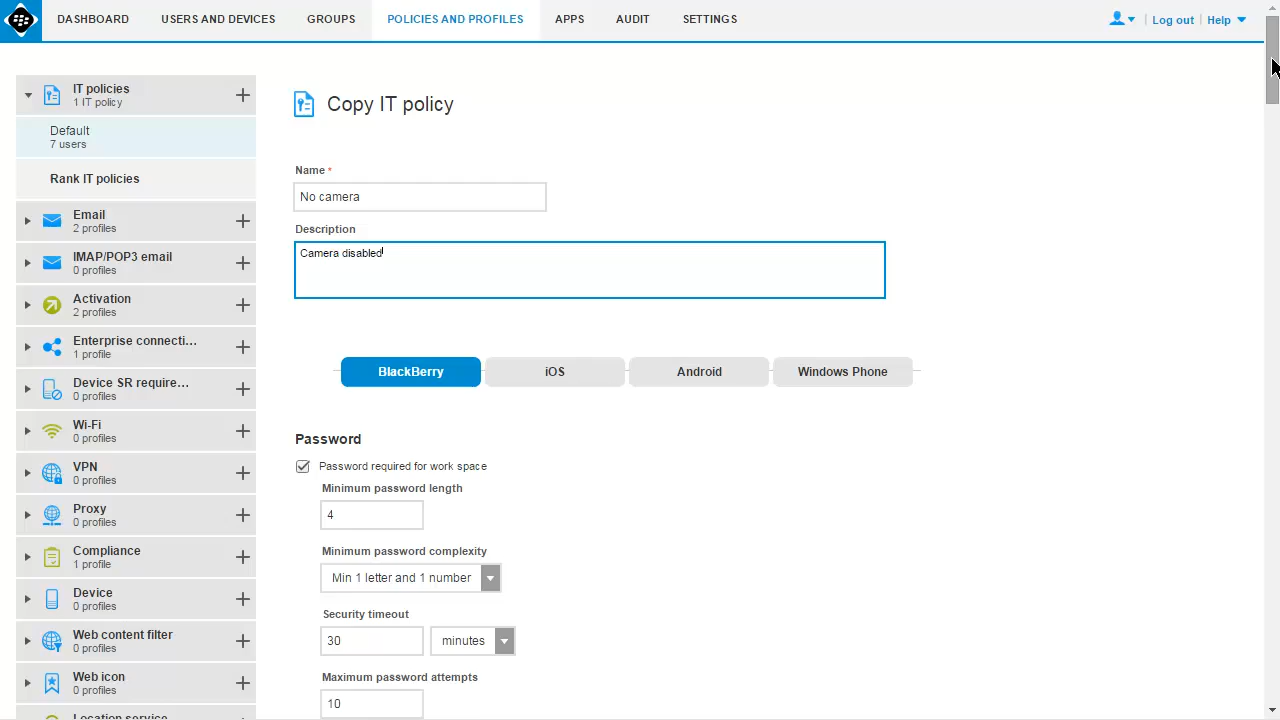 DASHBOARD USERS AND DEVICES GROUPS POLICIES AND PROFILES APPS AUDIT SETTINGS Log out Help
IT policies
1 IT policy
Default
7 users
Rank IT policies
Email
2 profiles
IMAP/POP3 email
0 profiles
Activation
2 profiles
Enterprise connecti...
1 profile
Device SR require...
0 profiles
Wi-Fi
0 profiles
VPN
0 profiles
Proxy
0 profiles
Compliance
1 profile
Device
0 profiles
Web content filter
0 profiles
Web icon
0 profiles
Location service
Copy IT policy
Name *
No camera
Description
Camera disabled
BlackBerry iOS Android Windows Phone
Password
Password required for work space
Minimum password length
4
Minimum password complexity
Min 1 letter and 1 number
Security timeout
30 minutes
Maximum password attempts
10